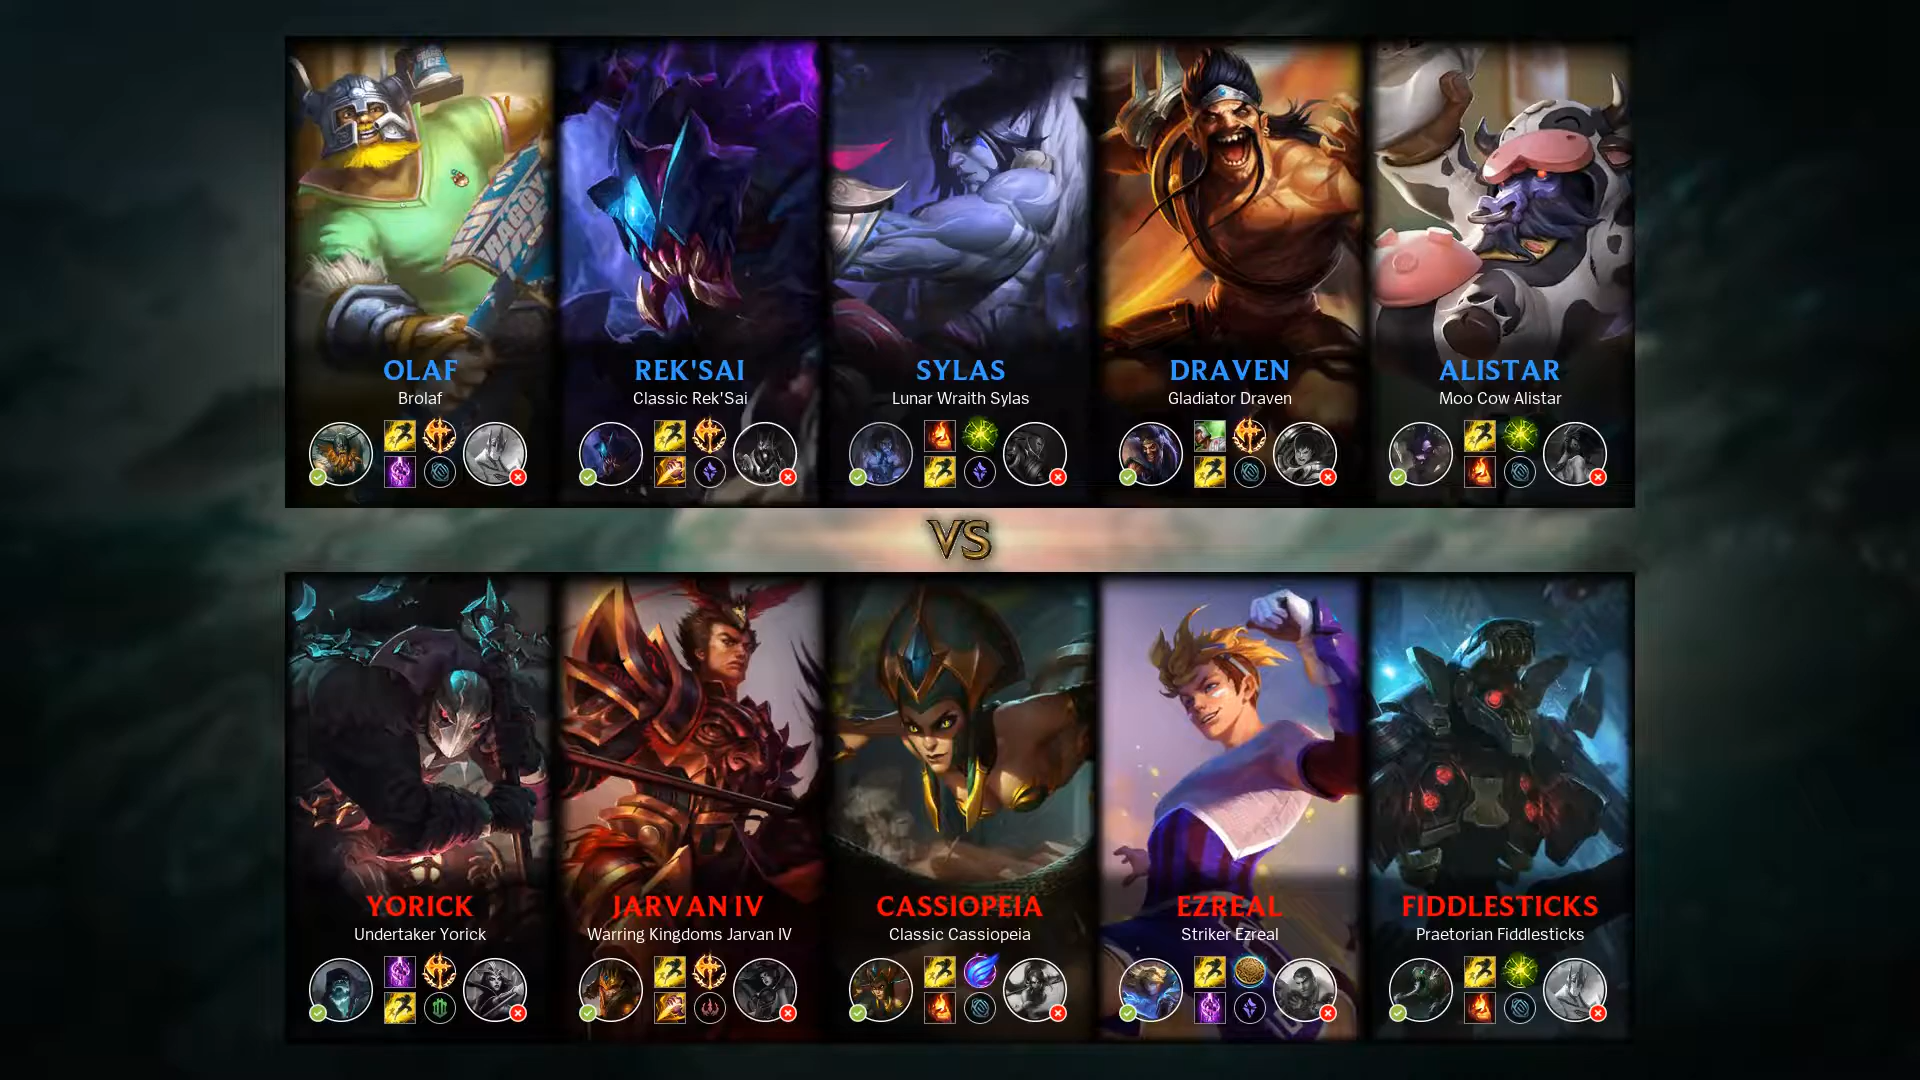 OLAF
Brolaf
REK'SAI
Classic Rek'Sai
SYLAS
Lunar Wraith Sylas
DRAVEN
Gladiator Draven
ALISTAR
Moo Cow Alistar
VS
YORICK
Undertaker Yorick
JARVAN IV
Warring Kingdoms Jarvan IV
CASSIOPEIA
Classic Cassiopeia
EZREAL
Striker Ezreal
FIDDLESTICKS
Praetorian Fiddlesticks